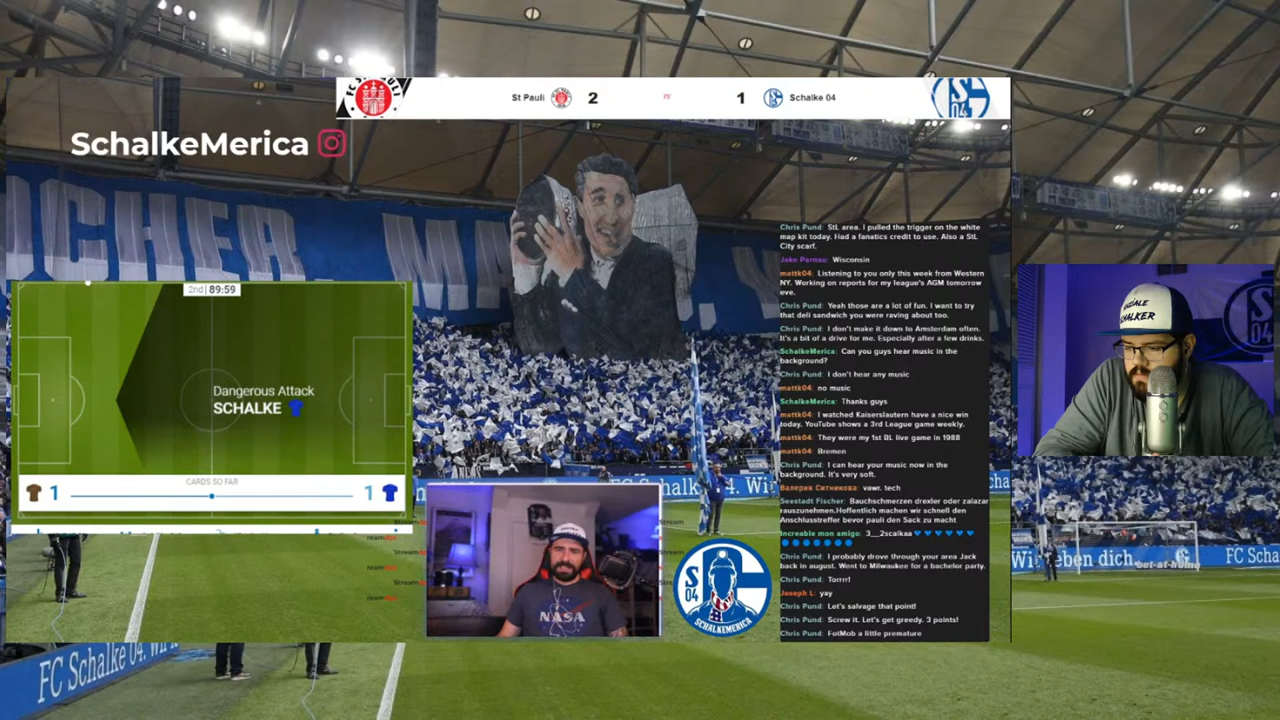 St Pauli 2 75' 1 Schalke 04
SchalkeMerica
2nd 89:59
Dangerous Attack
SCHALKE
CARDS SO FAR
1 1
Chris Pund: StL area. I pulled the trigger on the white
map kit today. Had a fanatics credit to use. Also a StL
City scarf.
Jake Parnau: Wisconsin
mattk04: Listening to you only this week from Western
NY. Working on reports for my league's AGM tomorrow
eve.
Chris Pund: Yeah those are a lot of fun. I want to try
that deli sandwich you were raving about too.
Chris Pund: I don't make it down to Amsterdam often.
It's a bit of a drive for me. Especially after a few drinks.
SchalkeMerica: Can you guys hear music in the
background?
Chris Pund: I don't hear any music
mattk04: no music
SchalkeMerica: Thanks guys
mattk04: I watched Kaiserslautern have a nice win
today. YouTube shows a 3rd League game weekly.
mattk04: They were my 1st BL live game in 1988
mattk04: Bremen
Chris Pund: I can hear your music now in the
background. It's very soft.
Валерия Ситникова: vawr. tech
Seestadt Fischer: Bauchschmerzen drexler oder zalazar
rauszunehmen.Hoffentlich machen wir schnell den
Anschlusstreffer bevor pauli den Sack zu macht
Increable mon amigo: 3__2scalkaa
Chris Pund: I probably drove through your area Jack
back in august. Went to Milwaukee for a bachelor party.
Chris Pund: Torrr!
Joseph L: yay
Chris Pund: Let's salvage that point!
Chris Pund: Screw it. Let's get greedy. 3 points!
Chris Pund: FotMob a little premature
SCHALKER
NASA
S
04
SCHALKEMERICA
eben dich.
bet-at-home
FC Scha
FC Schalke 04.